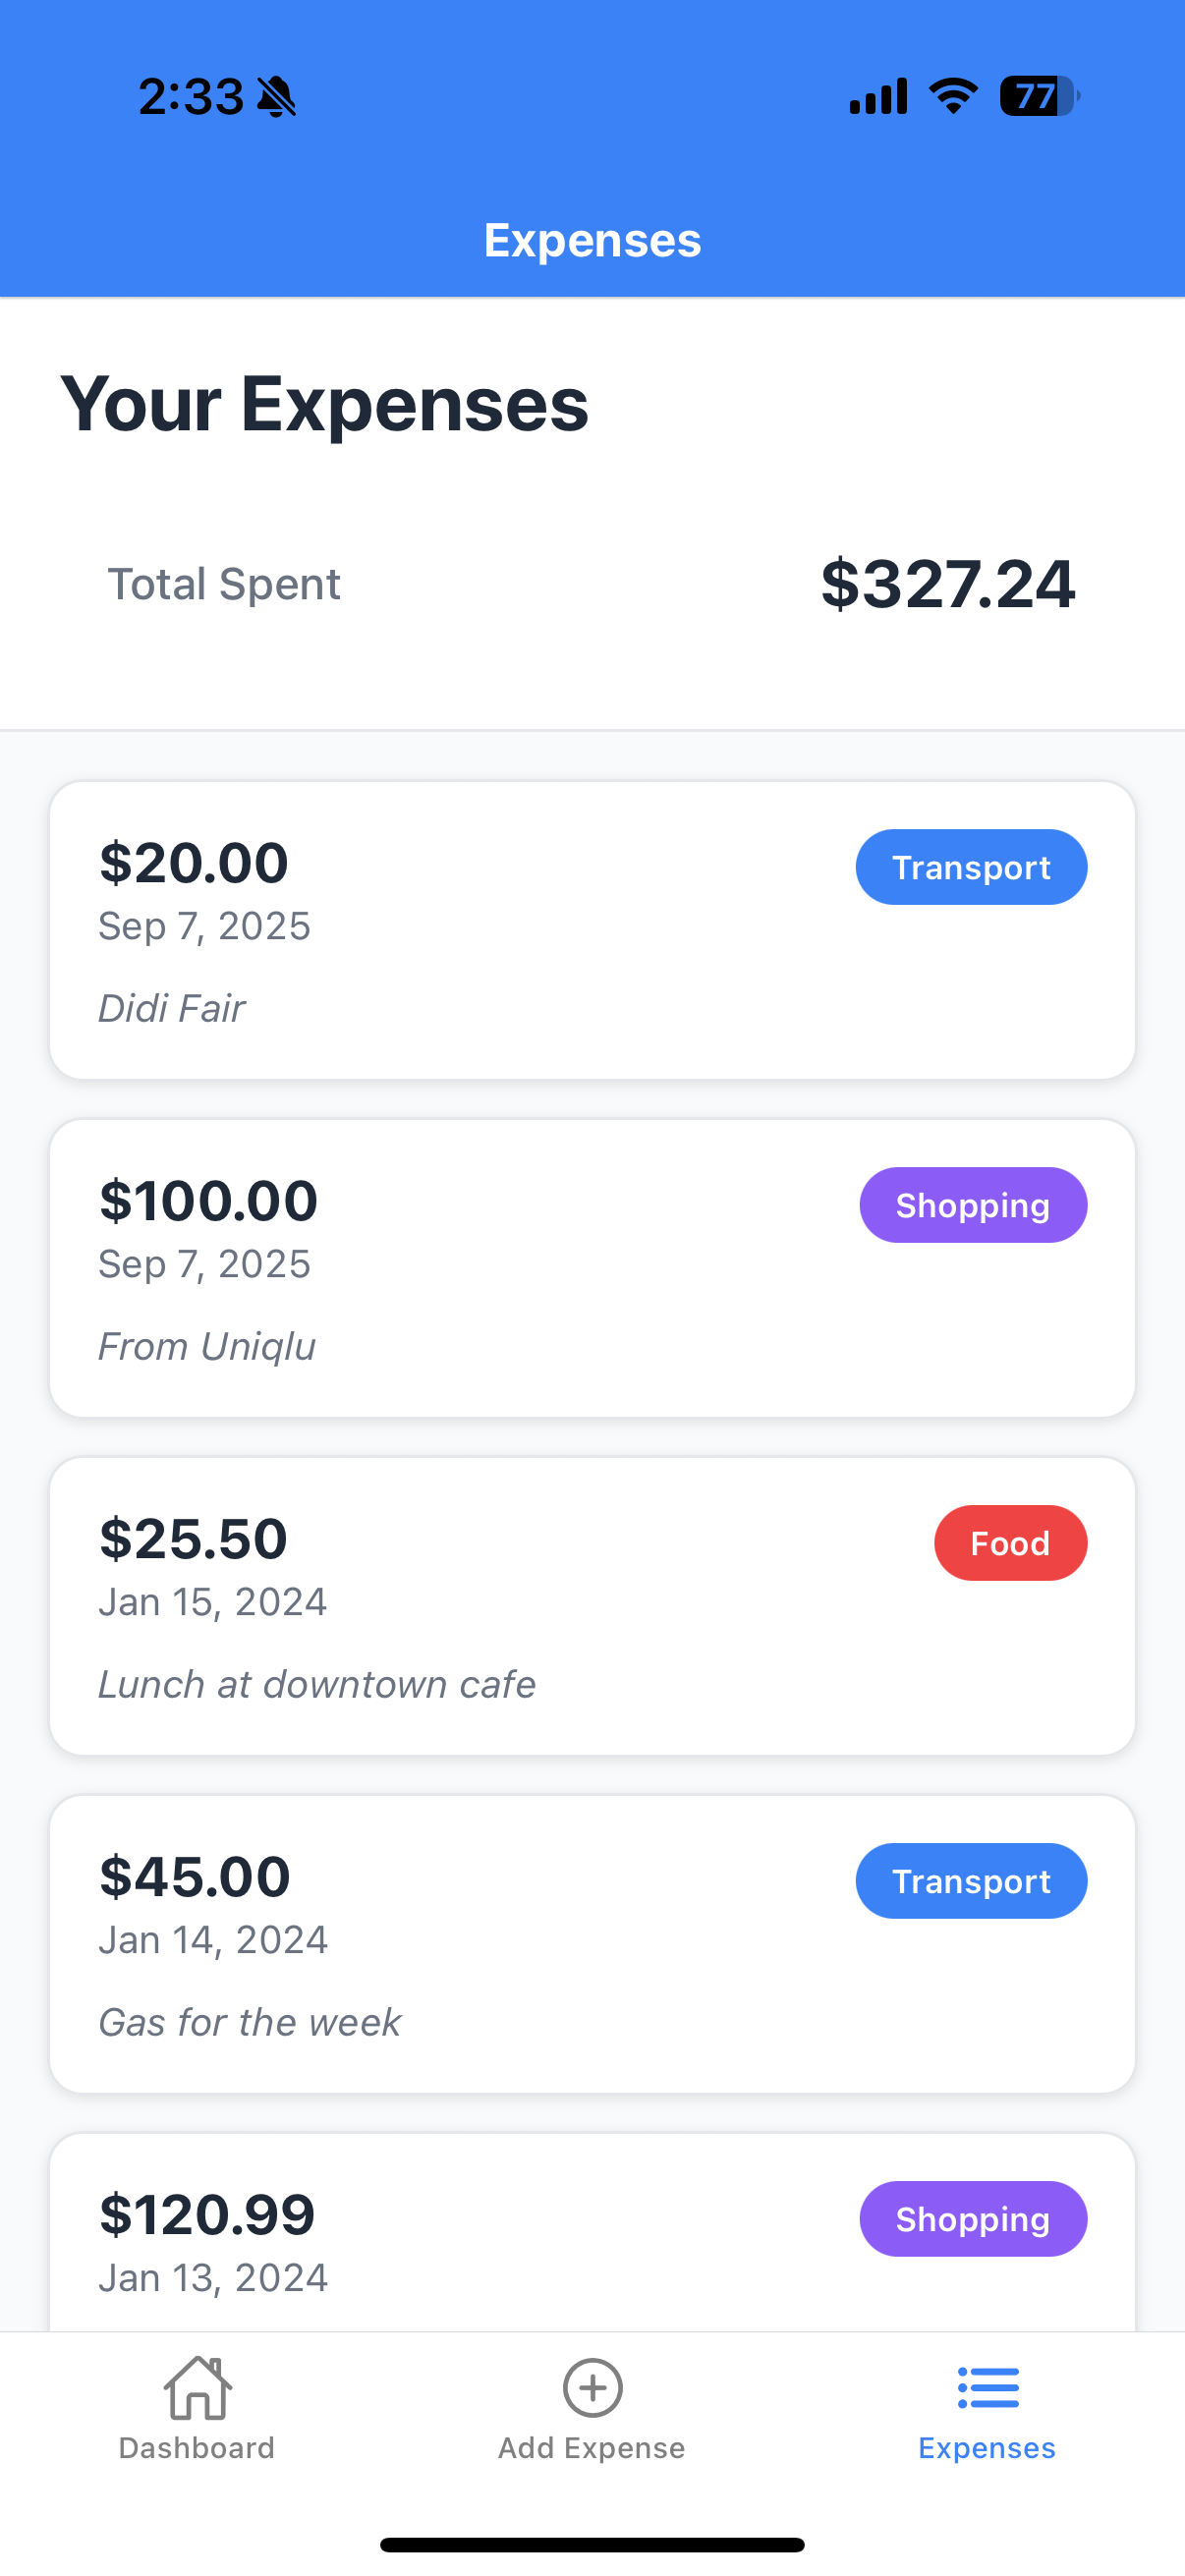 2:33
77
Expenses
Your Expenses
Total Spent
$327.24
$20.00
Transport
Sep 7, 2025
Didi Fair
$100.00
Shopping
Sep 7, 2025
From Uniqlu
$25.50
Food
Jan 15, 2024
Lunch at downtown cafe
$45.00
Transport
Jan 14, 2024
Gas for the week
$120.99
Shopping
Jan 13, 2024
Dashboard
Add Expense
Expenses